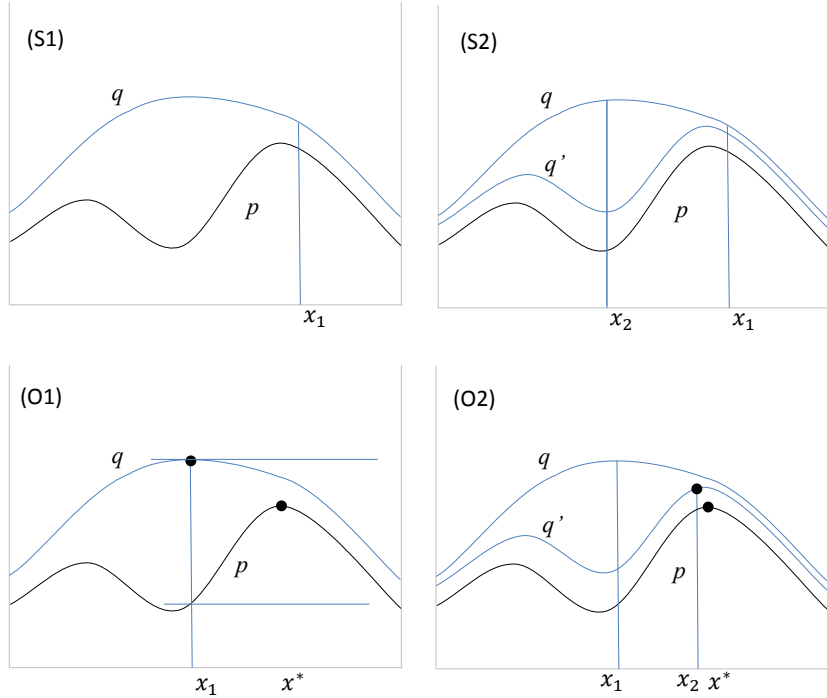 (S1)
q
p
x₁
(S2)
q
q’
p
x₂ x₁
(O1)
q
p
x₁ x*
(O2)
q
q’
p
x₁ x₂ x*